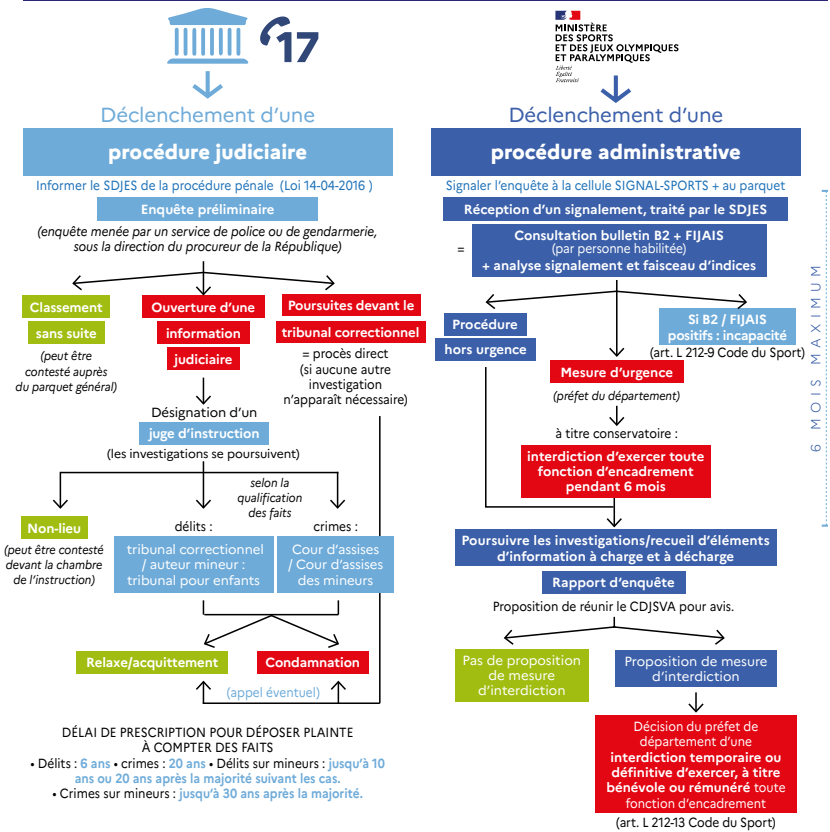 17
Déclenchement d'une
procédure judiciaire
Informer le SDJES de la procédure pénale (Loi 14-04-2016 )
Enquête préliminaire
(enquête menée par un service de police ou de gendarmerie,
sous la direction du procureur de la République)
Classement
sans suite
(peut être
contesté auprès
du parquet général)
Ouverture d'une
information
judiciaire
Poursuites devant le
tribunal correctionnel
= procès direct
(si aucune autre
investigation
n'apparaît nécessaire)
Désignation d'un
juge d'instruction
(les investigations se poursuivent)
selon la
qualification
des faits
Non-lieu
(peut être contesté
devant la chambre
de l'instruction)
délits :
tribunal correctionnel
/ auteur mineur :
tribunal pour enfants
crimes :
Cour d'assises
/ Cour d'assises
des mineurs
Relaxe/acquittement
Condamnation
(appel éventuel)
DÉLAI DE PRESCRIPTION POUR DÉPOSER PLAINTE
À COMPTER DES FAITS
• Délits : 6 ans • crimes : 20 ans • Délits sur mineurs : jusqu'à 10
ans ou 20 ans après la majorité suivant les cas.
• Crimes sur mineurs : jusqu'à 30 ans après la majorité.
MINISTÈRE
DES SPORTS
ET DES JEUX OLYMPIQUES
ET PARALYMPIQUES
Liberté
Égalité
Fraternité
Déclenchement d'une
procédure administrative
Signaler l'enquête à la cellule SIGNAL-SPORTS + au parquet
Réception d'un signalement, traité par le SDJES
=
Consultation bulletin B2 + FIJAIS
(par personne habilitée)
+ analyse signalement et faisceau d'indices
Procédure
hors urgence
Mesure d'urgence
(préfet du département)
à titre conservatoire :
interdiction d'exercer toute
fonction d'encadrement
pendant 6 mois
Si B2 / FIJAIS
positifs : incapacité
(art. L 212-9 Code du Sport)
Poursuivre les investigations/recueil d'éléments
d'information à charge et à décharge
Rapport d'enquête
Proposition de réunir le CDJSVA pour avis.
Pas de proposition
de mesure
d'interdiction
Proposition de mesure
d'interdiction
Décision du préfet de
département d'une
interdiction temporaire ou
définitive d'exercer, à titre
bénévole ou rémunéré toute
fonction d'encadrement
(art. L 212-13 Code du Sport)
6 MOIS MAXIMUM